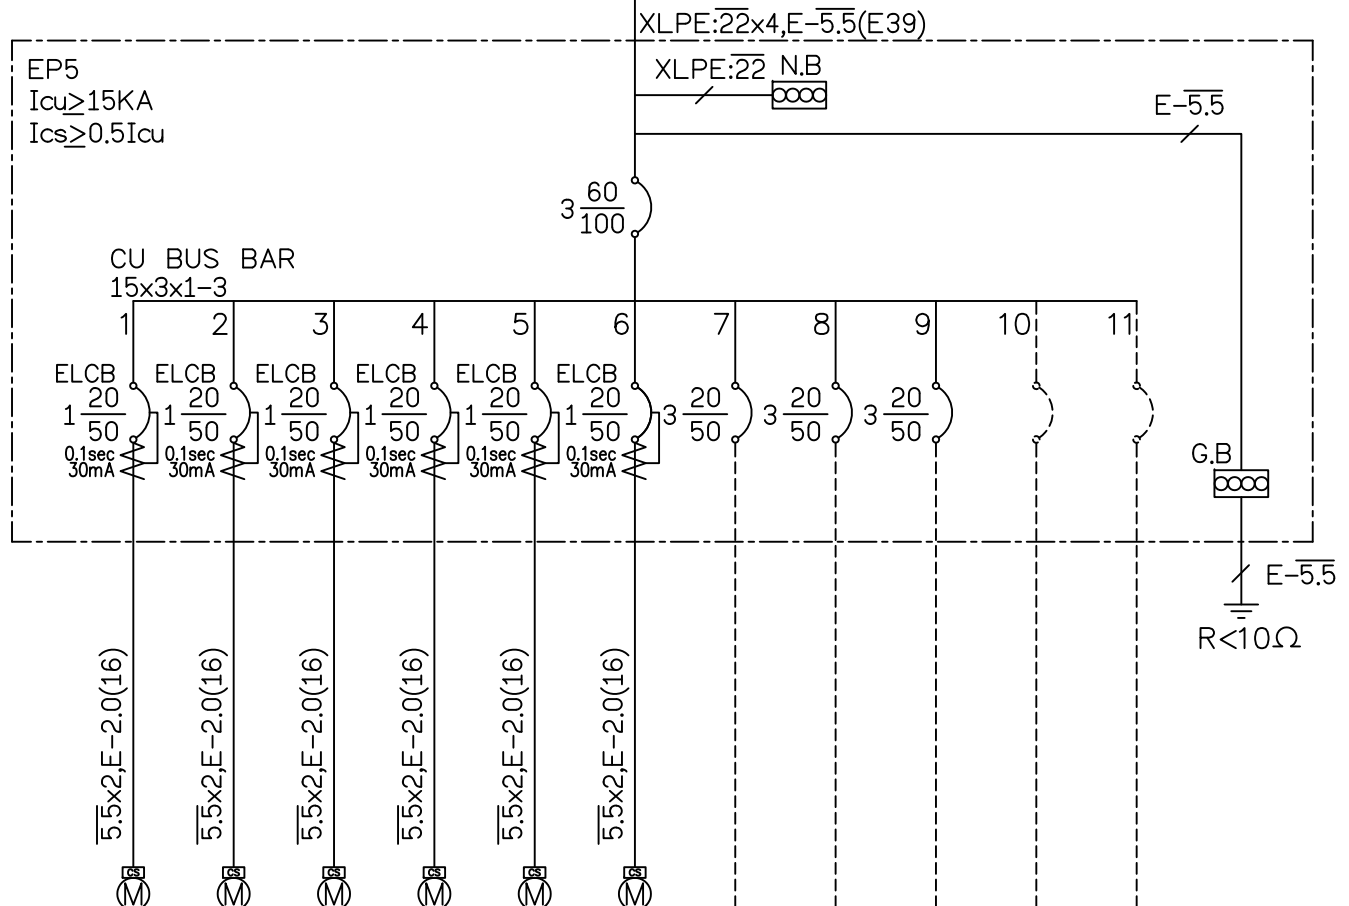 XLPE:22x4,E-5.5(E39)
EP5
Icu≥15KA
Ics≥0.5Icu
XLPE:22 N.B
E-5.5
3 60/100
CU BUS BAR
15x3x1-3
1 2 3 4 5 6 7 8 9 10 11
ELCB ELCB ELCB ELCB ELCB ELCB
1 20/50 1 20/50 1 20/50 1 20/50 1 20/50 1 20/50 3 20/50 3 20/50 3 20/50
0.1sec 0.1sec 0.1sec 0.1sec 0.1sec 0.1sec
30mA 30mA 30mA 30mA 30mA 30mA
G.B
E-5.5
R<10Ω
5.5x2,E-2.0(16)
5.5x2,E-2.0(16)
5.5x2,E-2.0(16)
5.5x2,E-2.0(16)
5.5x2,E-2.0(16)
5.5x2,E-2.0(16)
CS CS CS CS CS CS
M M M M M M